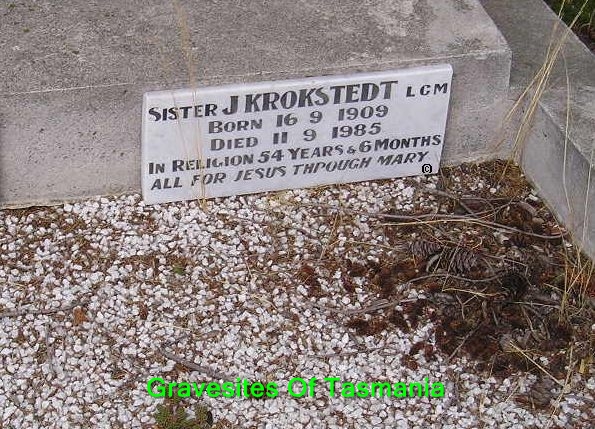 SISTER J KROKSTEDT LCM
BORN 16 9 1909
DIED 11 9 1985
IN RELIGION 54 YEARS & 6 MONTHS
ALL FOR JESUS THROUGH MARY
Gravesites Of Tasmania